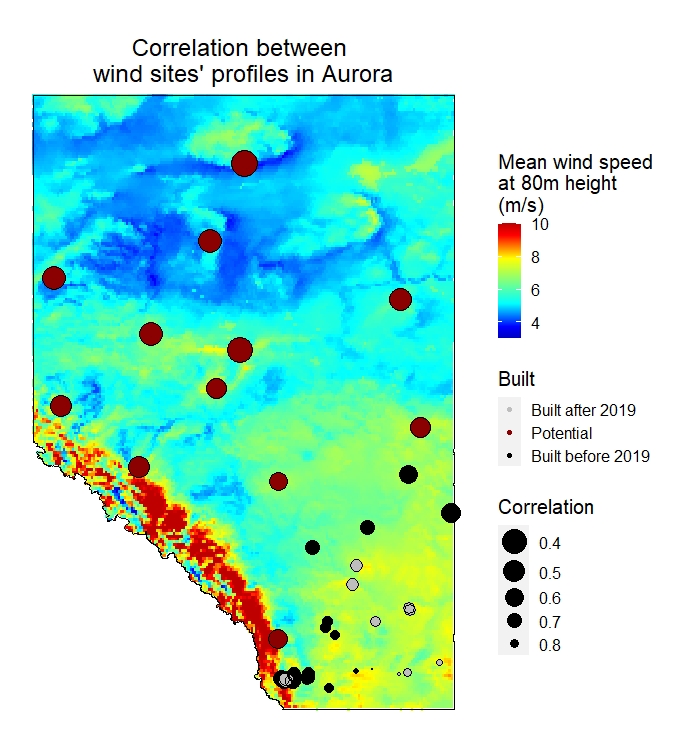 Correlation between
wind sites' profiles in Aurora
Mean wind speed
at 80m height
(m/s)
10
8
6
4
Built
Built after 2019
Potential
Built before 2019
Correlation
0.4
0.5
0.6
0.7
0.8